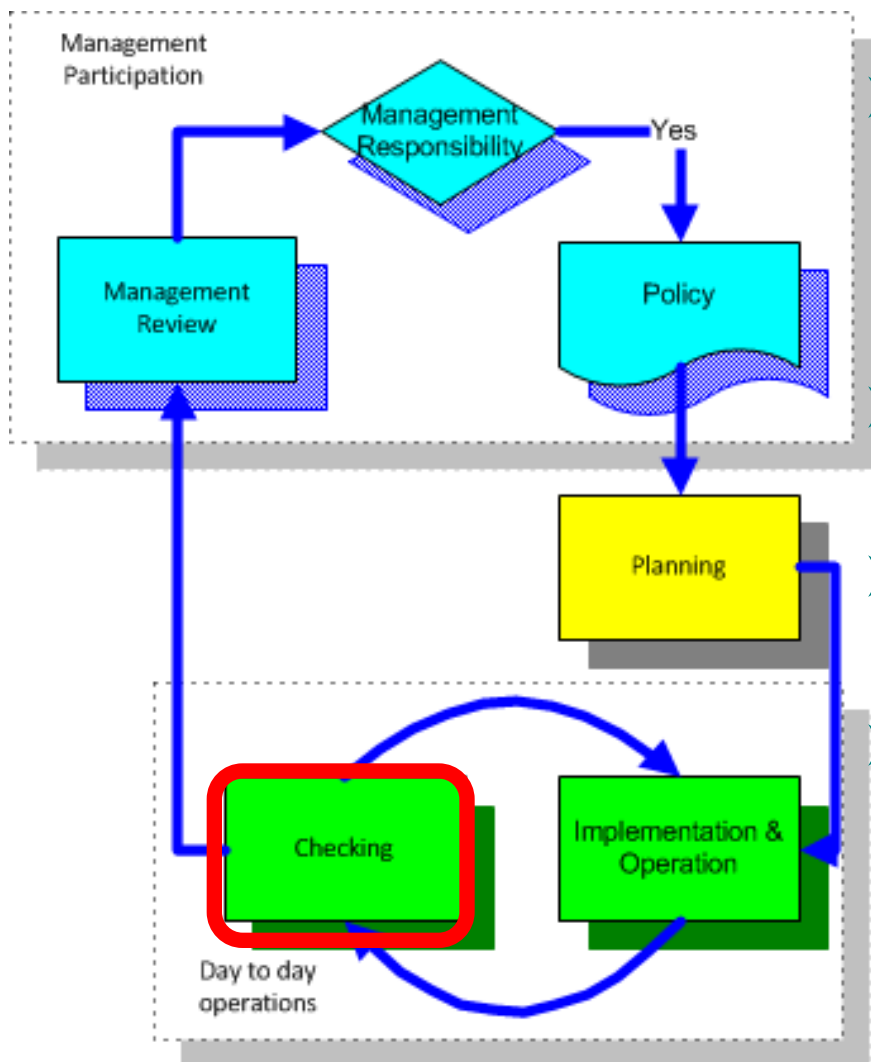 Management
Participation
Management
Responsibility
Yes
Management
Review
Policy
Planning
Checking
Implementation &
Operation
Day to day
operations